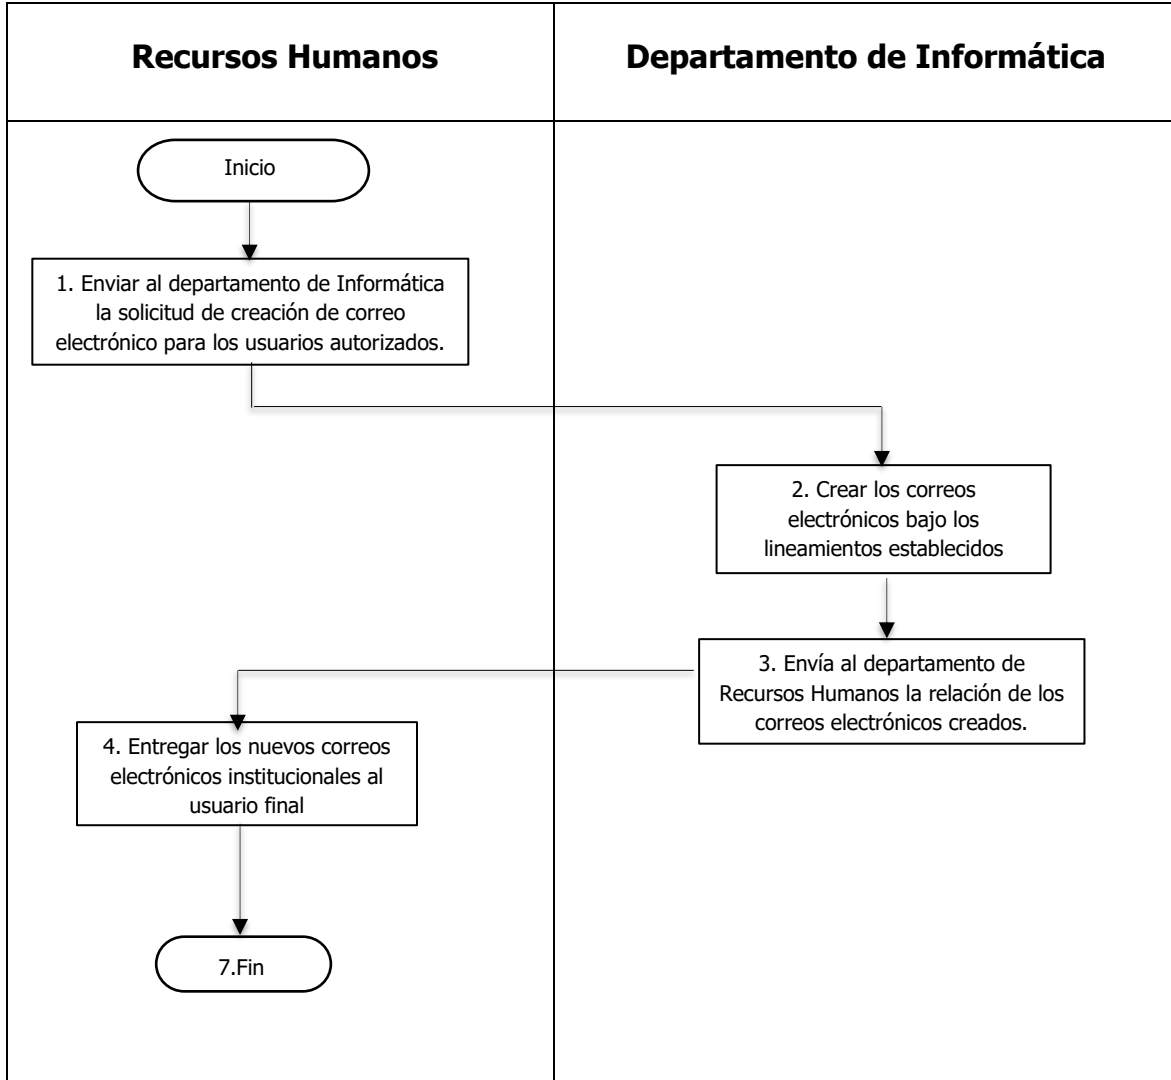 Recursos Humanos
Departamento de Informática
Inicio
1. Enviar al departamento de Informática
la solicitud de creación de correo
electrónico para los usuarios autorizados.
2. Crear los correos
electrónicos bajo los
lineamientos establecidos
3. Envía al departamento de
Recursos Humanos la relación de los
correos electrónicos creados.
4. Entregar los nuevos correos
electrónicos institucionales al
usuario final
7.Fin